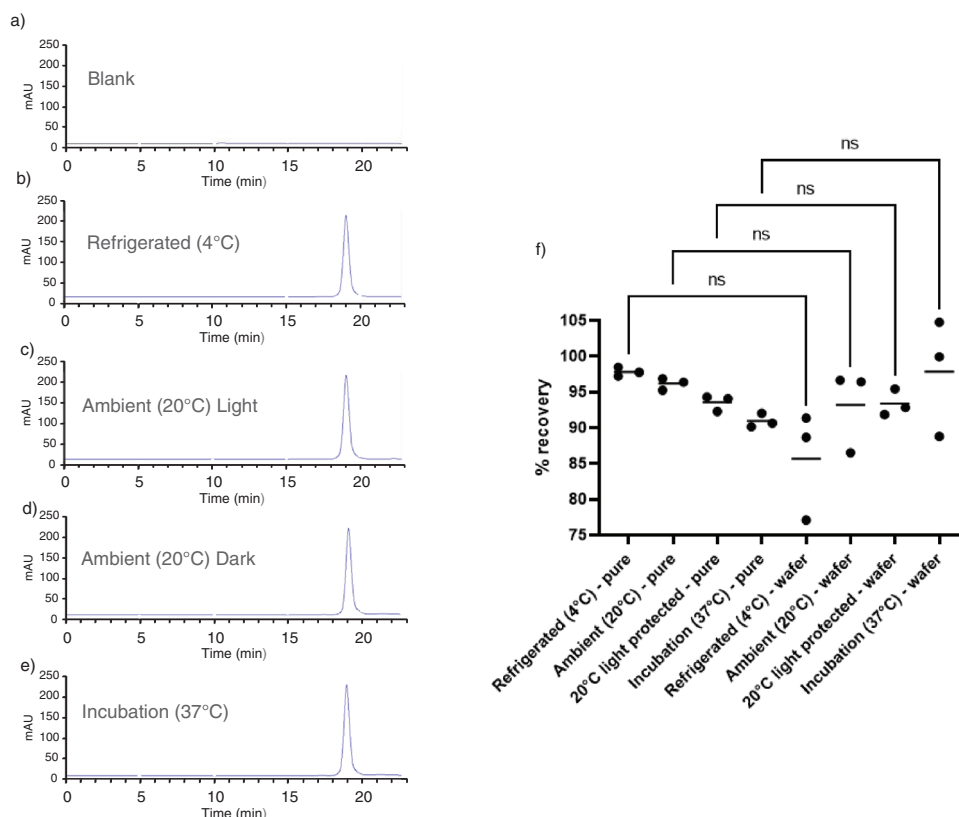 a)
250
200
150
100
50
0
mAU
Blank
0 5 10 15 20
Time (min)
b)
250
200
150
100
50
0
mAU
Refrigerated (4°C)
0 5 10 15 20
Time (min)
c)
250
200
150
100
50
0
mAU
Ambient (20°C) Light
0 5 10 15 20
Time (min)
d)
250
200
150
100
50
0
mAU
Ambient (20°C) Dark
0 5 10 15 20
Time (min)
e)
250
200
150
100
50
0
mAU
Incubation (37°C)
0 5 10 15 20
Time (min)
f)
ns
ns
ns
ns
105
100
95
90
85
80
75
% recovery
Refrigerated (4°C) - pure
Ambient (20°C) - pure
20°C light protected - pure
Incubation (37°C) - pure
Refrigerated (4°C) - wafer
Ambient (20°C) - wafer
20°C light protected - wafer
Incubation (37°C) - wafer